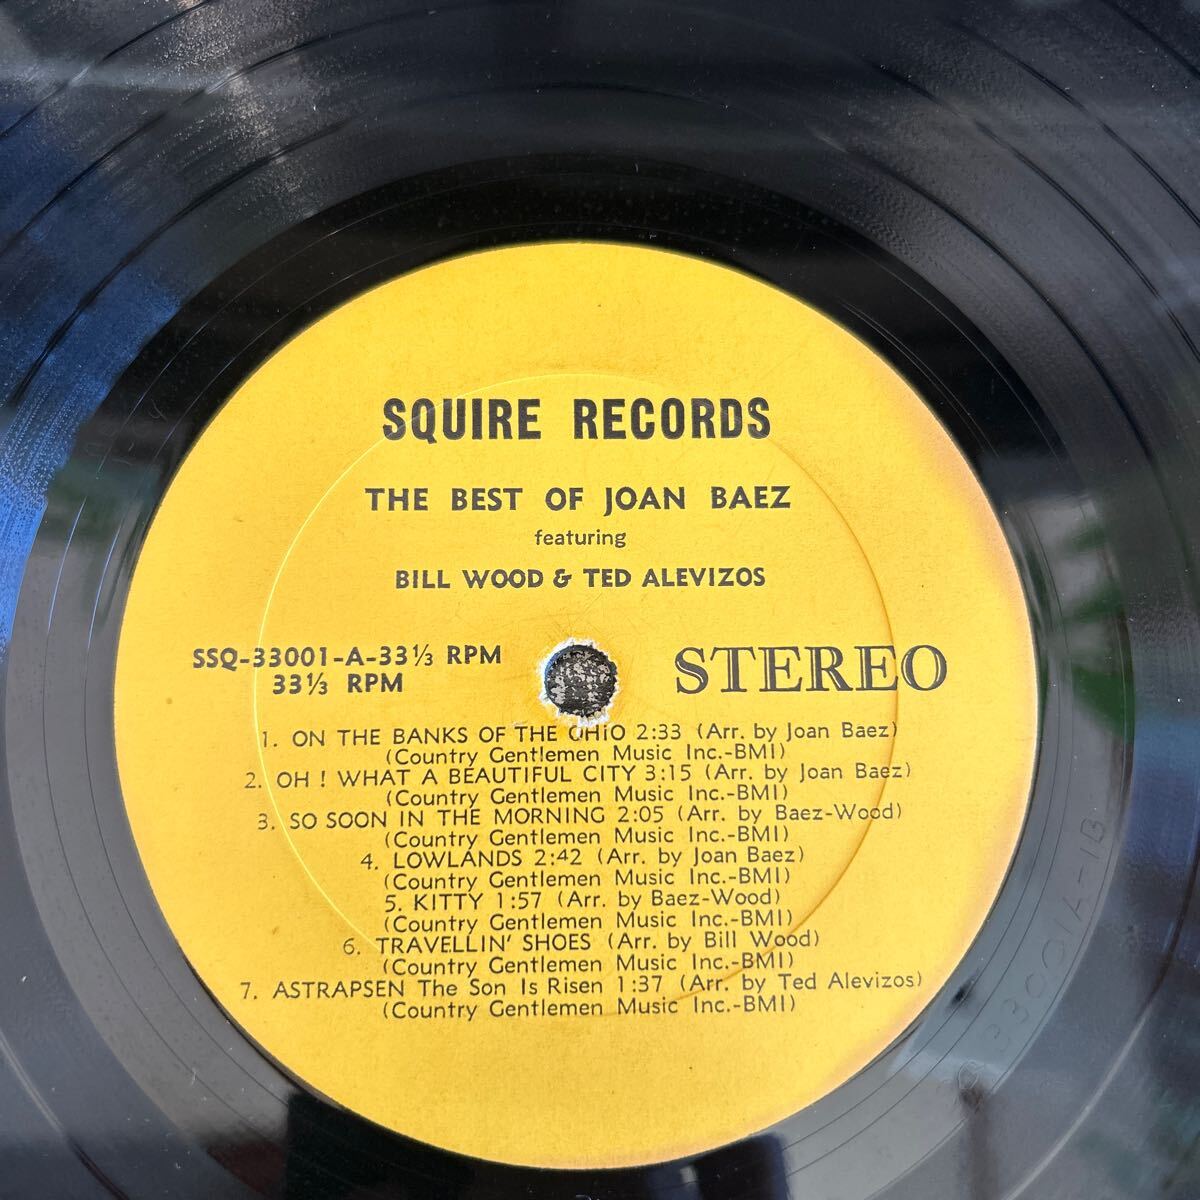 SQUIRE RECORDS
THE BEST OF JOAN BAEZ
featuring
BILL WOOD & TED ALEVIZOS
SSQ-33001-A-33⅓ RPM
33⅓ RPM
STEREO
1. ON THE BANKS OF THE OHiO 2:33 (Arr. by Joan Baez)
(Country Gentlemen Music Inc.-BMI)
2. OH ! WHAT A BEAUTIFUL CITY 3:15 (Arr. by Joan Baez)
(Country Gentlemen Music Inc.-BMI)
3. SO SOON IN THE MORNING 2:05 (Arr. by Baez-Wood)
(Country Gentlemen Music Inc.-BMI)
4. LOWLANDS 2:42 (Arr. by Joan Baez)
(Country Gentlemen Music Inc.-BMI)
5. KITTY 1:57 (Arr. by Baez-Wood)
(Country Gentlemen Music Inc.-BMI)
6. TRAVELLIN' SHOES (Arr. by Bill Wood)
(Country Gentlemen Music Inc.-BMI)
7. ASTRAPSEN The Son Is Risen 1:37 (Arr. by Ted Alevizos)
(Country Gentlemen Music Inc.-BMI)